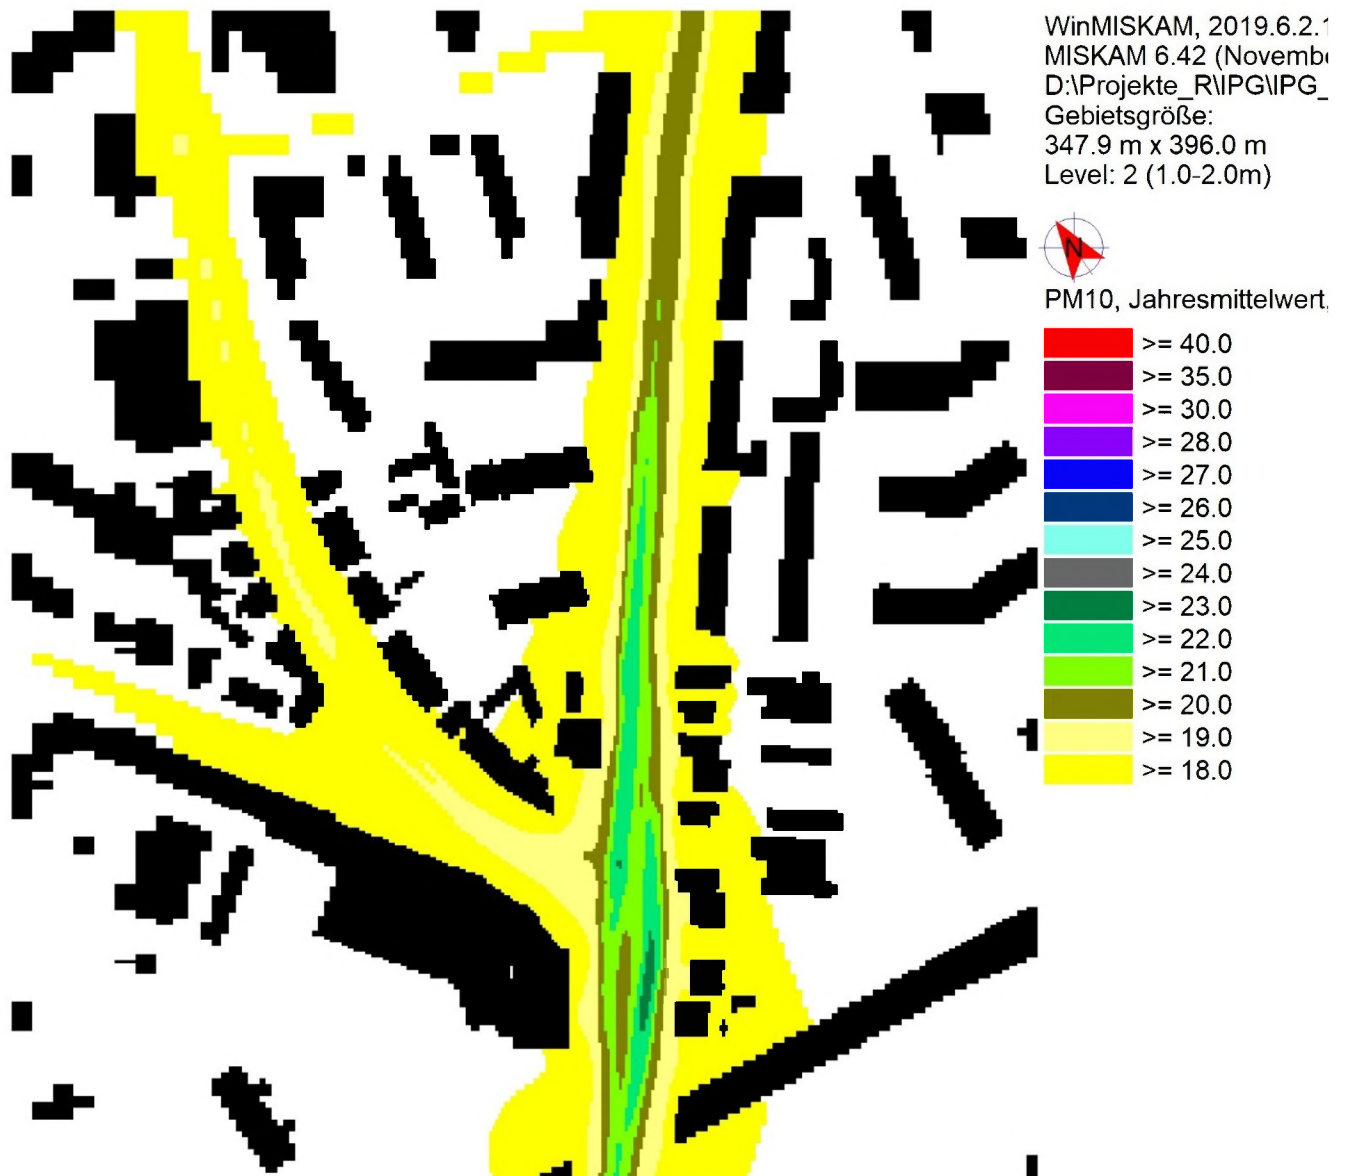 WinMISKAM, 2019.6.2.1
MISKAM 6.42 (Novembe
D:\Projekte_R\IPG\IPG_
Gebietsgröße:
347.9 m x 396.0 m
Level: 2 (1.0-2.0m)
N
PM10, Jahresmittelwert,
>= 40.0
>= 35.0
>= 30.0
>= 28.0
>= 27.0
>= 26.0
>= 25.0
>= 24.0
>= 23.0
>= 22.0
>= 21.0
>= 20.0
>= 19.0
>= 18.0